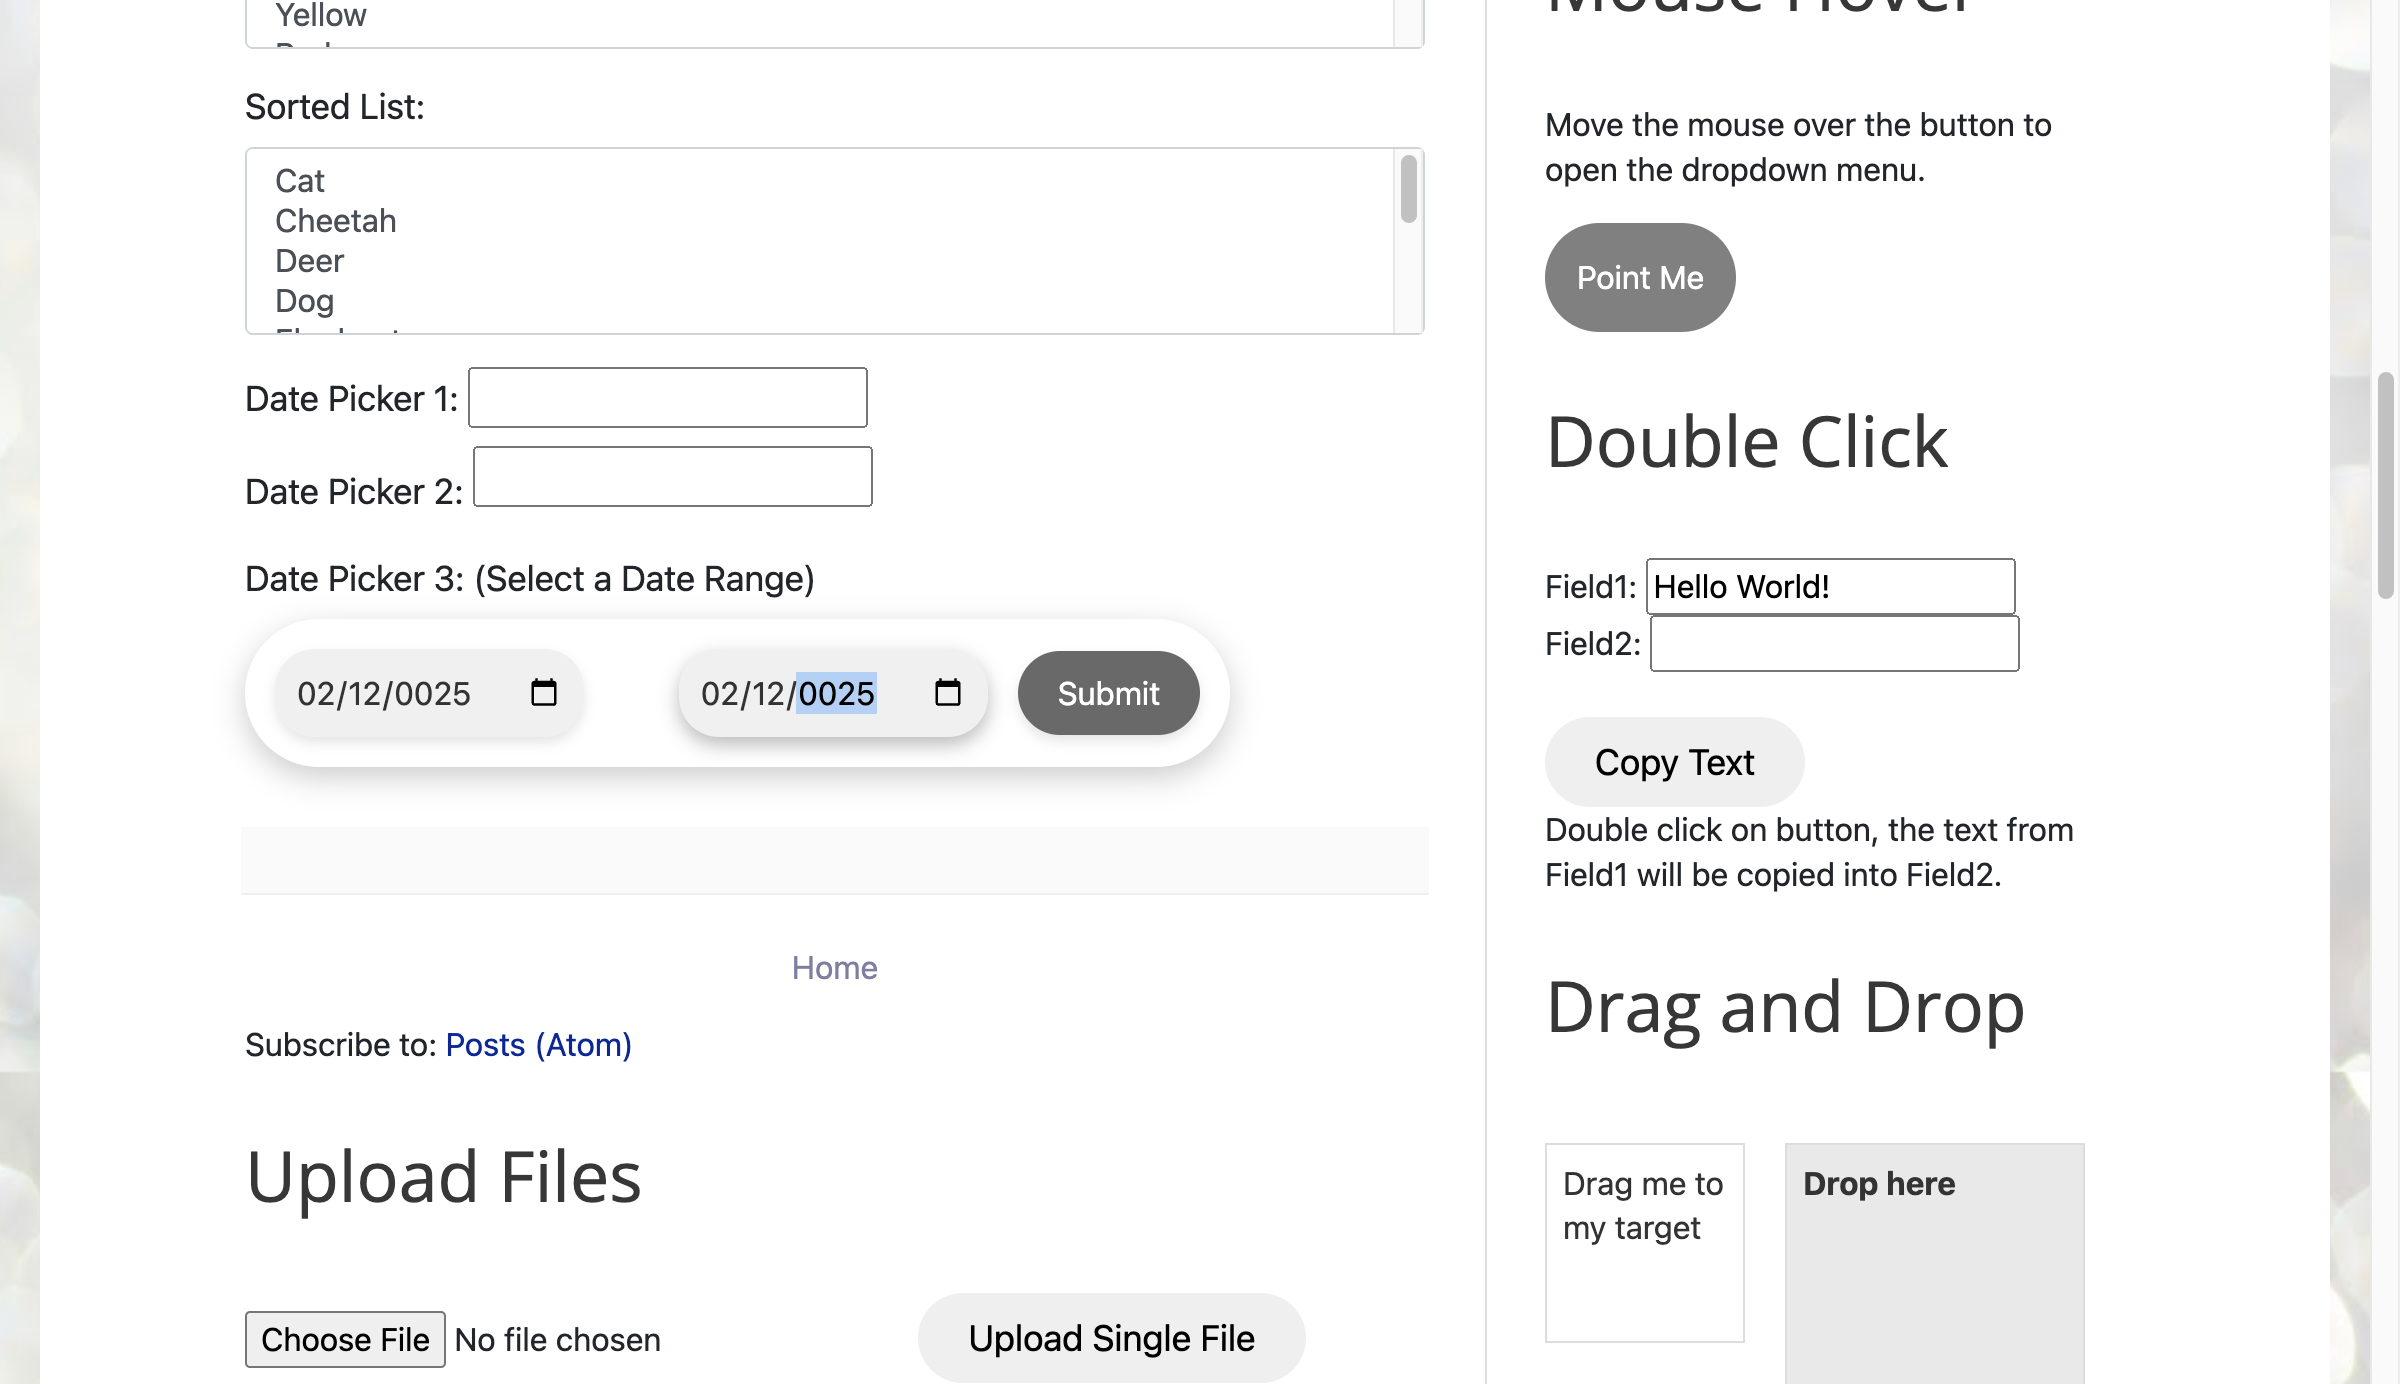 Yellow
Sorted List:
Cat
Cheetah
Deer
Dog
Date Picker 1:
Date Picker 2:
Date Picker 3: (Select a Date Range)
02/12/0025
02/12/0025
Submit
Home
Subscribe to: Posts (Atom)
Upload Files
Choose File No file chosen
Upload Single File
Mouse Hover
Move the mouse over the button to
open the dropdown menu.
Point Me
Double Click
Field1: Hello World!
Field2:
Copy Text
Double click on button, the text from
Field1 will be copied into Field2.
Drag and Drop
Drag me to
my target
Drop here